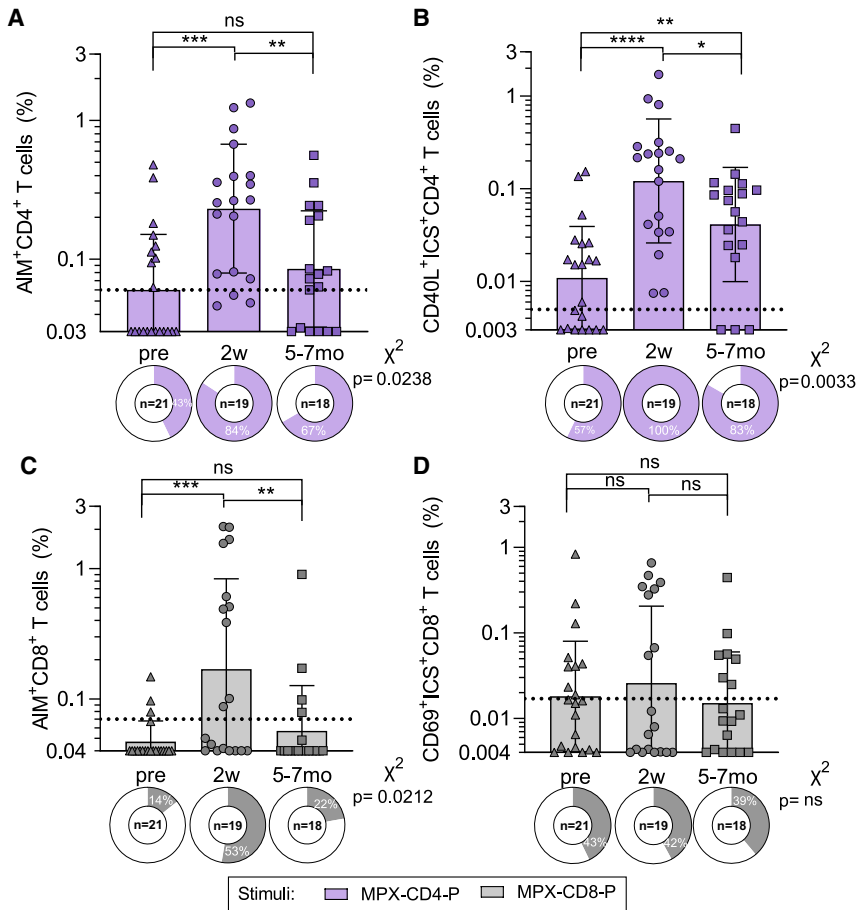 A
ns
***
**
AIM⁺CD4⁺ T cells (%)
3
1
0.1
0.03
pre
2w
5-7mo
χ²
p= 0.0238
n=21
43%
n=19
84%
n=18
67%
B
**
****
*
CD40L⁺ICS⁺CD4⁺ T cells (%)
3
1
0.1
0.01
0.003
pre
2w
5-7mo
χ²
p= 0.0033
n=21
57%
n=19
100%
n=18
83%
C
ns
***
**
AIM⁺CD8⁺ T cells (%)
3
1
0.1
0.04
pre
2w
5-7mo
χ²
p= 0.0212
n=21
14%
n=19
53%
n=18
22%
D
ns
ns
ns
CD69⁺ICS⁺CD8⁺ T cells (%)
3
1
0.1
0.01
0.004
pre
2w
5-7mo
χ²
p= ns
n=21
43%
n=19
42%
n=18
39%
Stimuli: MPX-CD4-P MPX-CD8-P